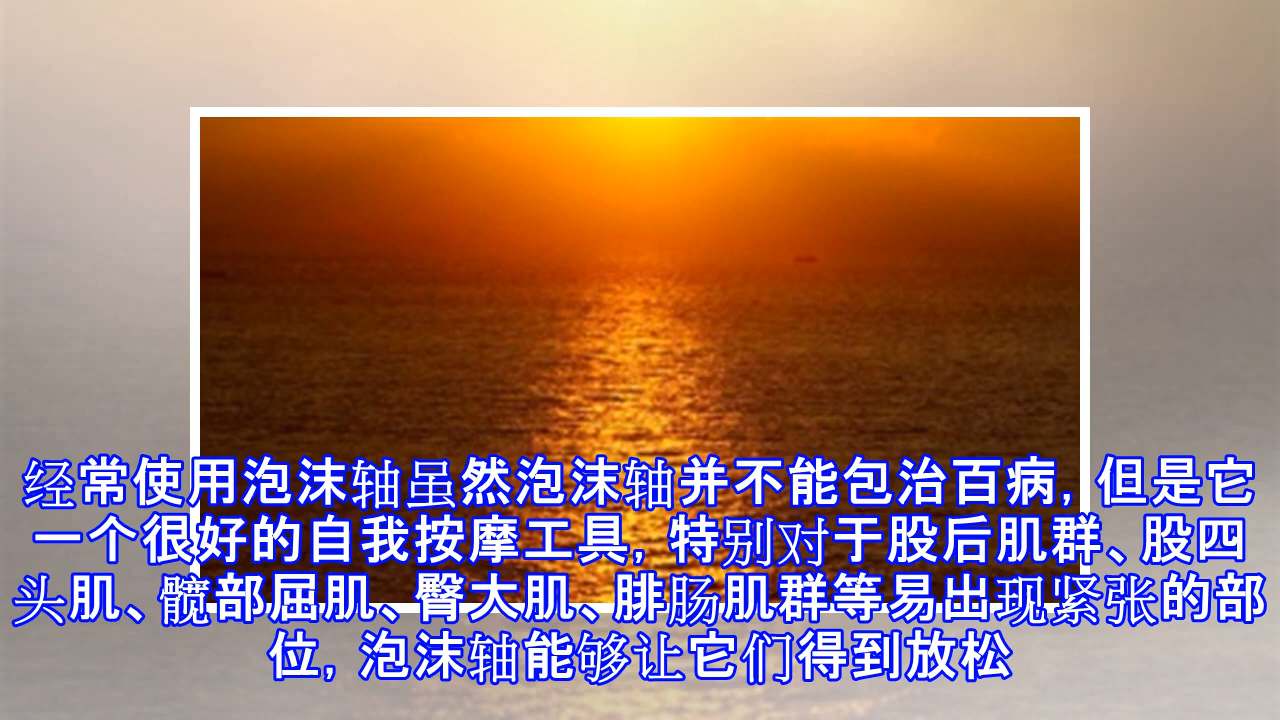 经常使用泡沫轴虽然泡沫轴并不能包治百病，但是它
一个很好的自我按摩工具，特别对于股后肌群、股四
头肌、髋部屈肌、臀大肌、腓肠肌群等易出现紧张的部
位，泡沫轴能够让它们得到放松